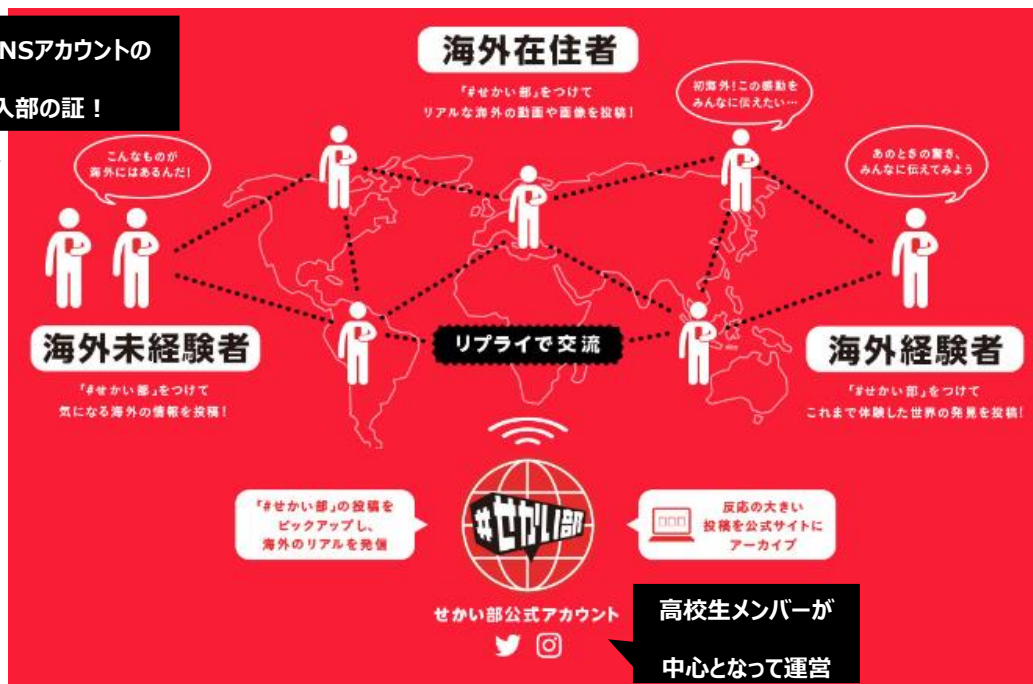 NSアカウントの
入部の証！
海外在住者
「#せかい部」をつけて
リアルな海外の動画や画像を投稿!
初海外!この感動を
みんなに伝えたい…
こんなものが
海外にはあるんだ!
あのときの驚き、
みんなに伝えてみよう
海外未経験者
「#せかい部」をつけて
気になる海外の情報を投稿!
リプライで交流
海外経験者
「#せかい部」をつけて
これまで体験した世界の発見を投稿!
「#せかい部」の投稿を
ピックアップし、
海外のリアルを発信
#せかい部
反応の大きい
投稿を公式サイトに
アーカイブ
せかい部公式アカウント
高校生メンバーが
中心となって運営